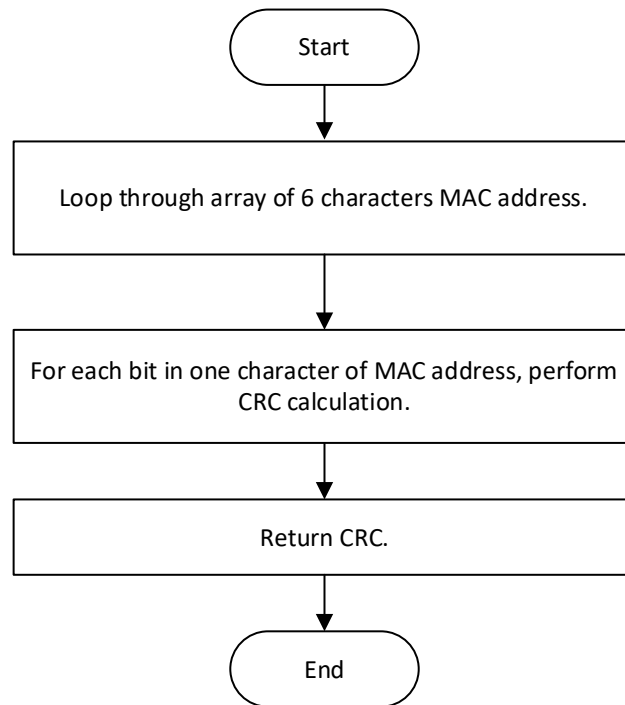 Start
Loop through array of 6 characters MAC address.
For each bit in one character of MAC address, perform
CRC calculation.
Return CRC.
End